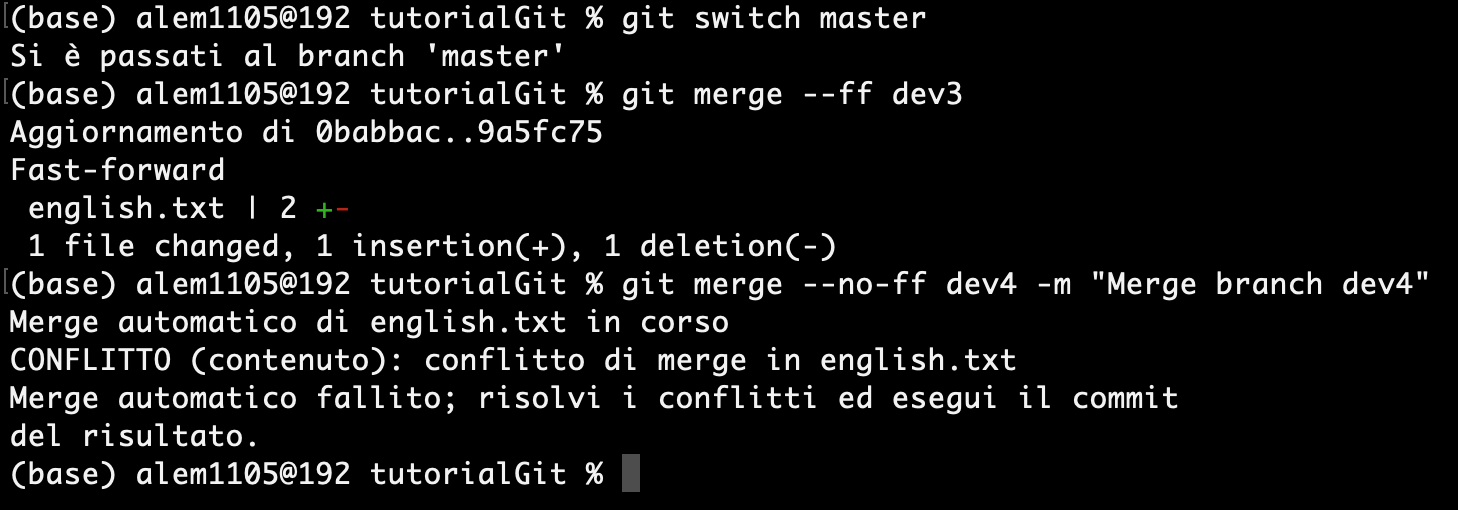 (base) alem1105@192 tutorialGit % git switch master
Si è passati al branch 'master'
(base) alem1105@192 tutorialGit % git merge --ff dev3
Aggiornamento di 0babbac..9a5fc75
Fast-forward
 english.txt | 2 +-
 1 file changed, 1 insertion(+), 1 deletion(-)
(base) alem1105@192 tutorialGit % git merge --no-ff dev4 -m "Merge branch dev4"
Merge automatico di english.txt in corso
CONFLITTO (contenuto): conflitto di merge in english.txt
Merge automatico fallito; risolvi i conflitti ed esegui il commit
del risultato.
(base) alem1105@192 tutorialGit %